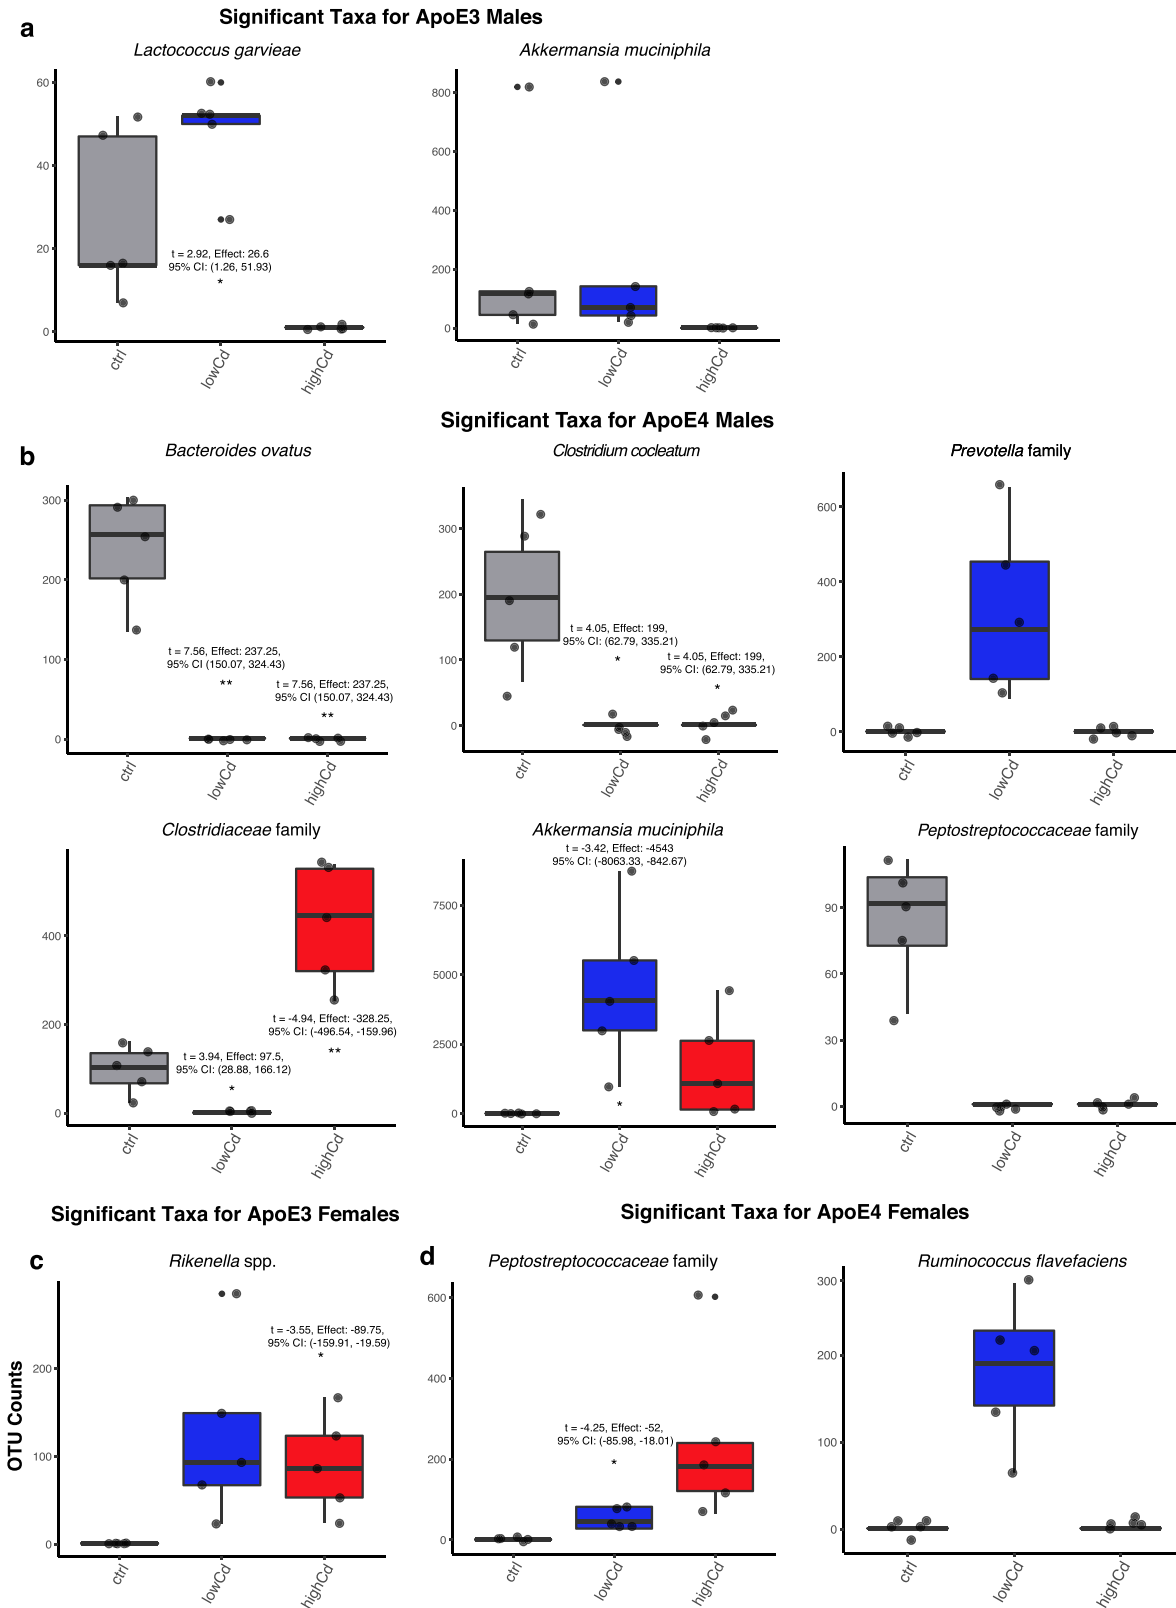 Significant Taxa for ApoE3 Males
a
Lactococcus garvieae
Akkermansia muciniphila
60
40
20
0
t = 2.92, Effect: 26.6
95% CI: (1.26, 51.93)
*
ctrl
lowCd
highCd
800
600
400
200
0
ctrl
lowCd
highCd
Significant Taxa for ApoE4 Males
b
Bacteroides ovatus
Clostridium cocleatum
Prevotella family
300
200
100
0
t = 7.56, Effect: 237.25,
95% CI (150.07, 324.43)
**
t = 7.56, Effect: 237.25,
95% CI (150.07, 324.43)
**
ctrl
lowCd
highCd
300
200
100
0
t = 4.05, Effect: 199,
95% CI: (62.79, 335.21)
*
t = 4.05, Effect: 199,
95% CI: (62.79, 335.21)
*
ctrl
lowCd
highCd
600
400
200
0
ctrl
lowCd
highCd
Clostridiaceae family
Akkermansia muciniphila
Peptostreptococcaceae family
400
200
0
t = 3.94, Effect: 97.5,
95% CI: (28.88, 166.12)
*
t = -4.94, Effect: -328.25,
95% CI: (-496.54, -159.96)
**
ctrl
lowCd
highCd
t = -3.42, Effect: -4543
95% CI: (-8063.33, -842.67)
7500
5000
2500
0
*
ctrl
lowCd
highCd
90
60
30
0
ctrl
lowCd
highCd
Significant Taxa for ApoE3 Females
Significant Taxa for ApoE4 Females
c
Rikenella spp.
d
Peptostreptococcaceae family
Ruminococcus flavefaciens
OTU Counts
200
100
0
t = -3.55, Effect: -89.75,
95% CI: (-159.91, -19.59)
*
ctrl
lowCd
highCd
600
400
200
0
t = -4.25, Effect: -52,
95% CI: (-85.98, -18.01)
*
ctrl
lowCd
highCd
300
200
100
0
ctrl
lowCd
highCd